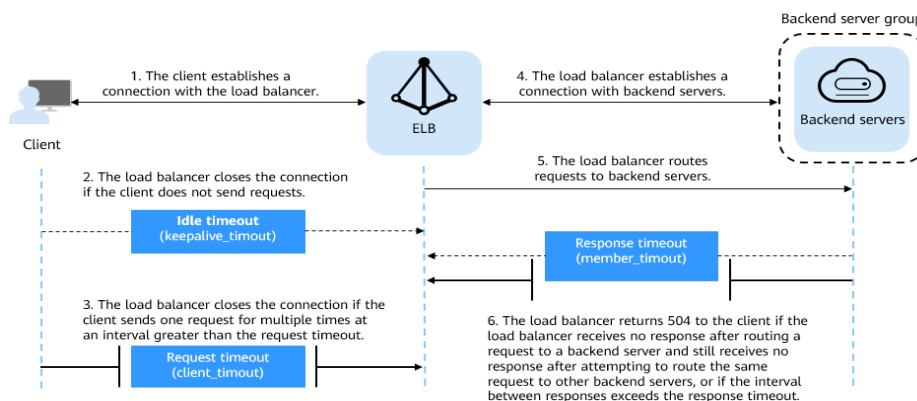 Backend server group
1. The client establishes a
connection with the load balancer.
4. The load balancer establishes a
connection with backend servers.
Client
ELB
Backend servers
2. The load balancer closes the connection
if the client does not send requests.
5. The load balancer routes
requests to backend servers.
Idle timeout
(keepalive_timout)
Response timeout
(member_timout)
3. The load balancer closes the connection if the
client sends one request for multiple times at
an interval greater than the request timeout.
Request timeout
(client_timout)
6. The load balancer returns 504 to the client if the
load balancer receives no response after routing a
request to a backend server and still receives no
response after attempting to route the same
request to other backend servers, or if the interval
between responses exceeds the response timeout.